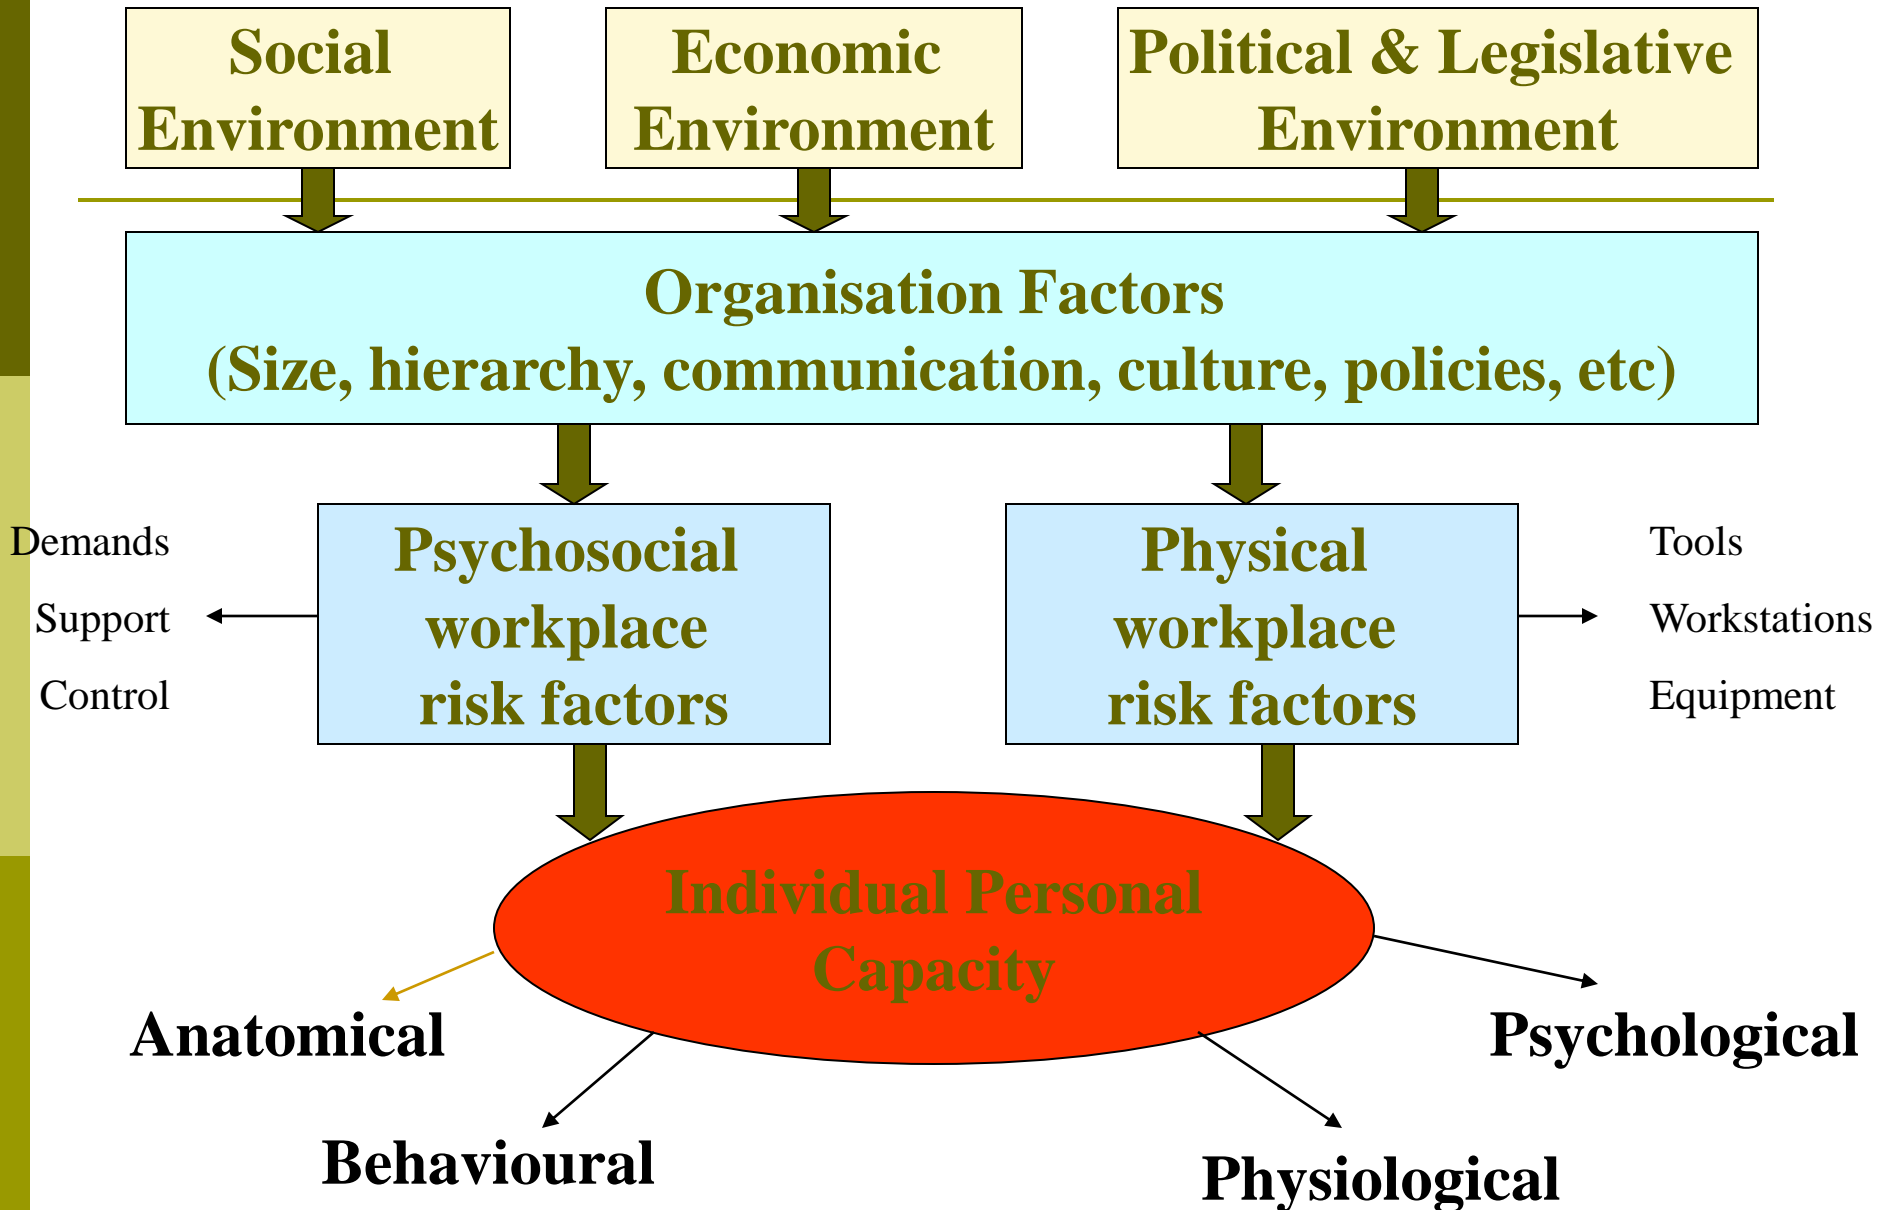 Social
Environment
Economic
Environment
Political & Legislative
Environment
Organisation Factors
(Size, hierarchy, communication, culture, policies, etc)
Demands
Support
Control
Psychosocial
workplace
risk factors
Physical
workplace
risk factors
Tools
Workstations
Equipment
Individual Personal
Capacity
Anatomical
Psychological
Behavioural
Physiological